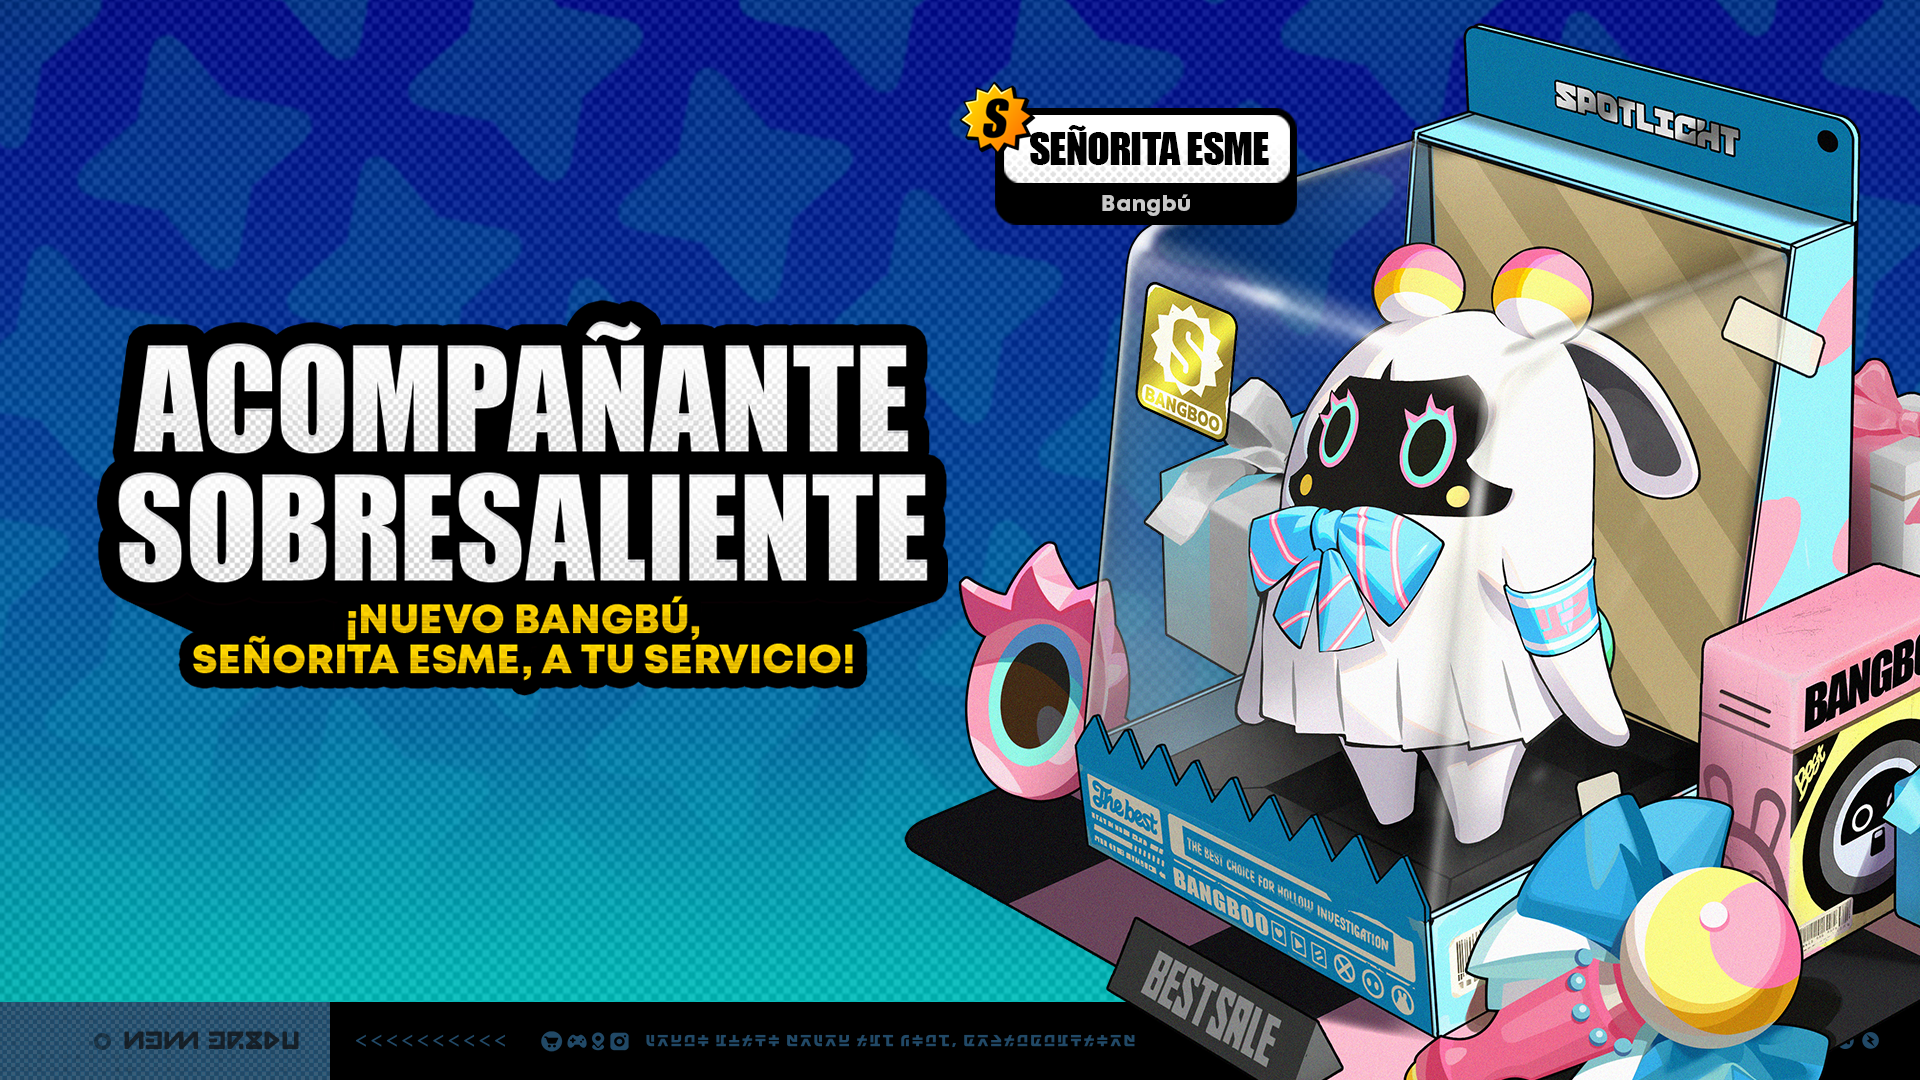 SPOTLIGHT
S
SEÑORITA ESME
Bangbú
S
BANGBOO
ACOMPAÑANTE
SOBRESALIENTE
¡NUEVO BANGBÚ,
SEÑORITA ESME, A TU SERVICIO!
BANGBO
Best
The best
THE BEST CHOICE FOR HOLLOW INVESTIGATION
BANGBOO
BEST SALE